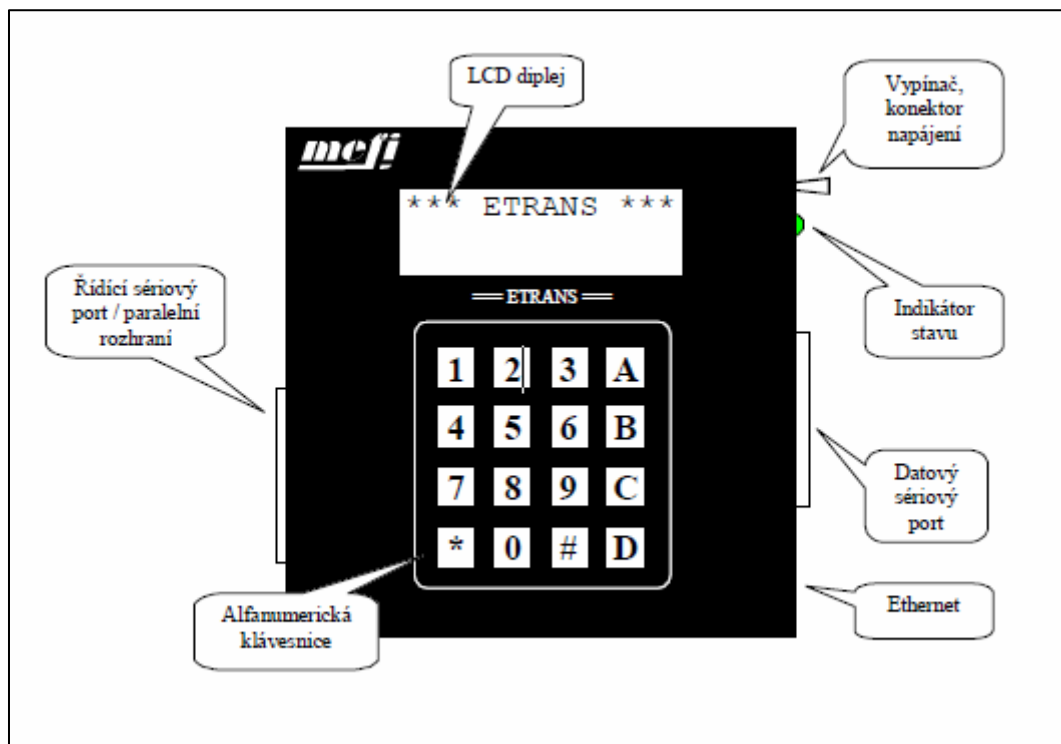 LCD diplej
Vypínač,
konektor
napájení
mefi
*** ETRANS ***
Řídící sériový
port / paralelní
rozhraní
ETRANS
Indikátor
stavu
1 2 3 A
4 5 6 B
7 8 9 C
* 0 # D
Datový
sériový
port
Ethernet
Alfanumerická
klávesnice